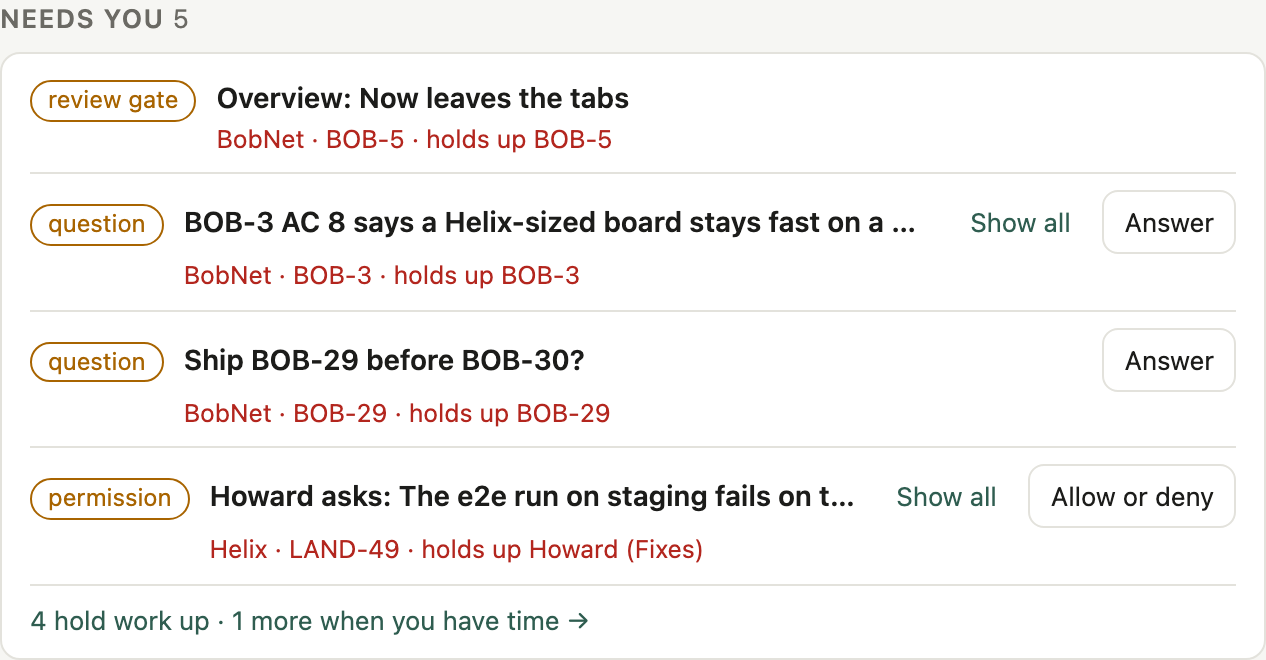 NEEDS YOU 5
review gate Overview: Now leaves the tabs
BobNet · BOB-5 · holds up BOB-5
question BOB-3 AC 8 says a Helix-sized board stays fast on a ... Show all Answer
BobNet · BOB-3 · holds up BOB-3
question Ship BOB-29 before BOB-30? Answer
BobNet · BOB-29 · holds up BOB-29
permission Howard asks: The e2e run on staging fails on t... Show all Allow or deny
Helix · LAND-49 · holds up Howard (Fixes)
4 hold work up · 1 more when you have time →